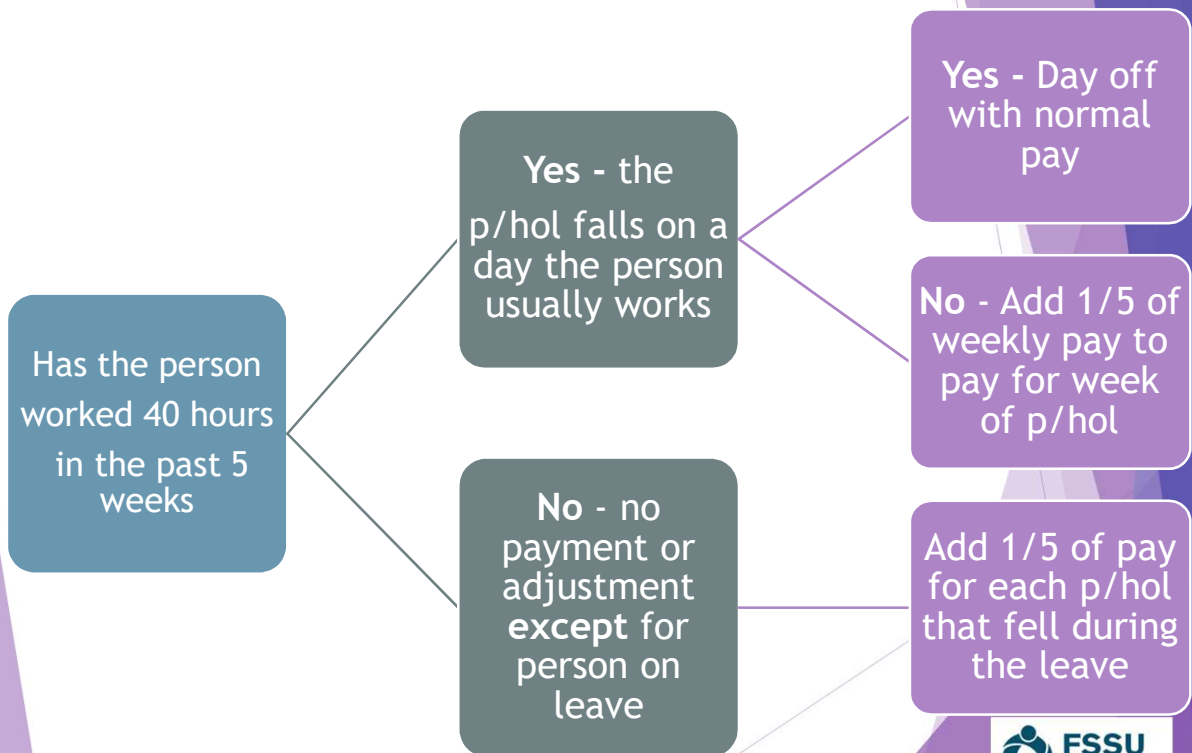 Has the person
worked 40 hours
in the past 5
weeks
Yes - the
p/hol falls on a
day the person
usually works
No - no
payment or
adjustment
except for
person on
leave
Yes - Day off
with normal
pay
No - Add 1/5 of
weekly pay to
pay for week
of p/hol
Add 1/5 of pay
for each p/hol
that fell during
the leave
FSSU